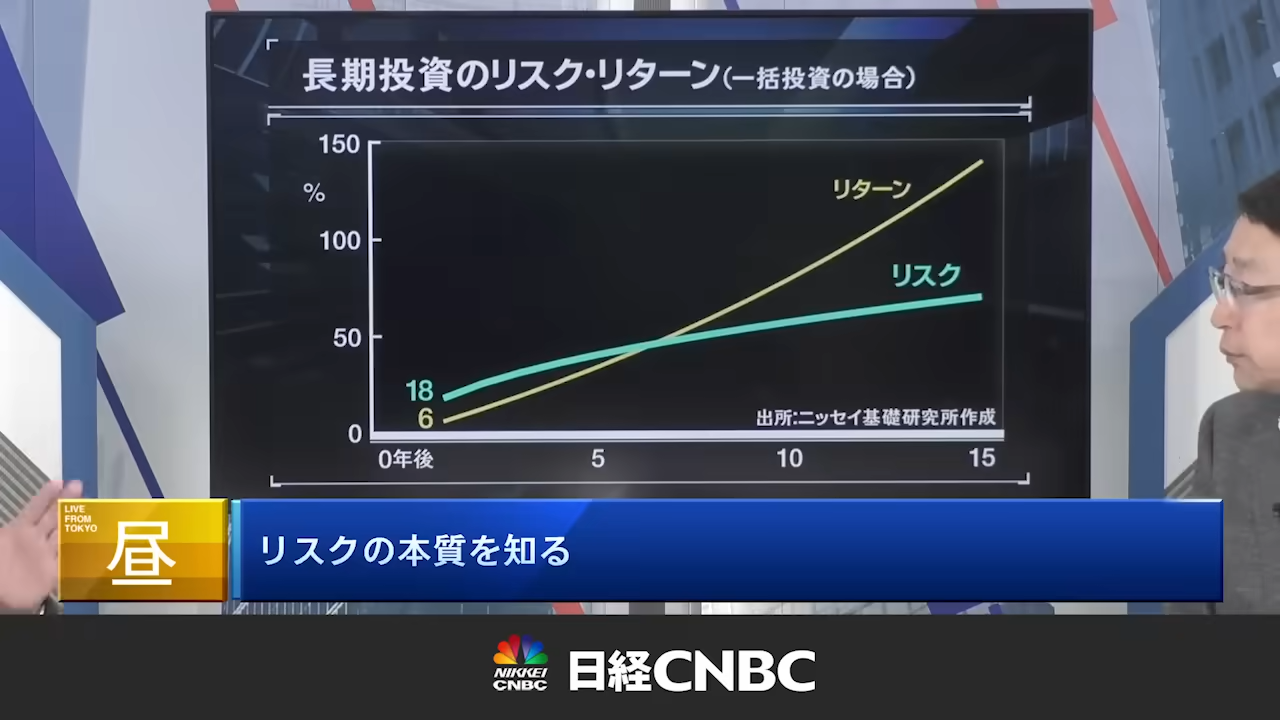 長期投資のリスク・リターン(一括投資の場合)
150
%
リターン
100
リスク
50
18
6
出所:ニッセイ基礎研究所作成
0
0年後 5 10 15
LIVE
FROM
TOKYO
昼
リスクの本質を知る
NIKKEI
CNBC
日経CNBC